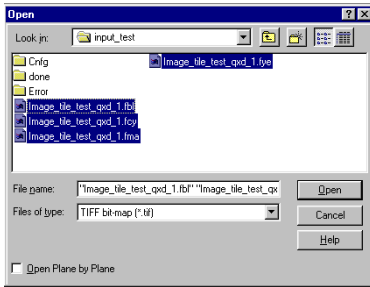 Open
Look in: input_test
Cnfg
done
Error
Image_tile_test_qxd_1.fbl
Image_tile_test_qxd_1.fcy
Image_tile_test_qxd_1.fma
Image_tile_test_qxd_1.fye
File name: "Image_tile_test_qxd_1.fbl" "Image_tile_test_qx
Open
Files of type: TIFF bit-map (*.tif)
Cancel
Help
Open Plane by Plane